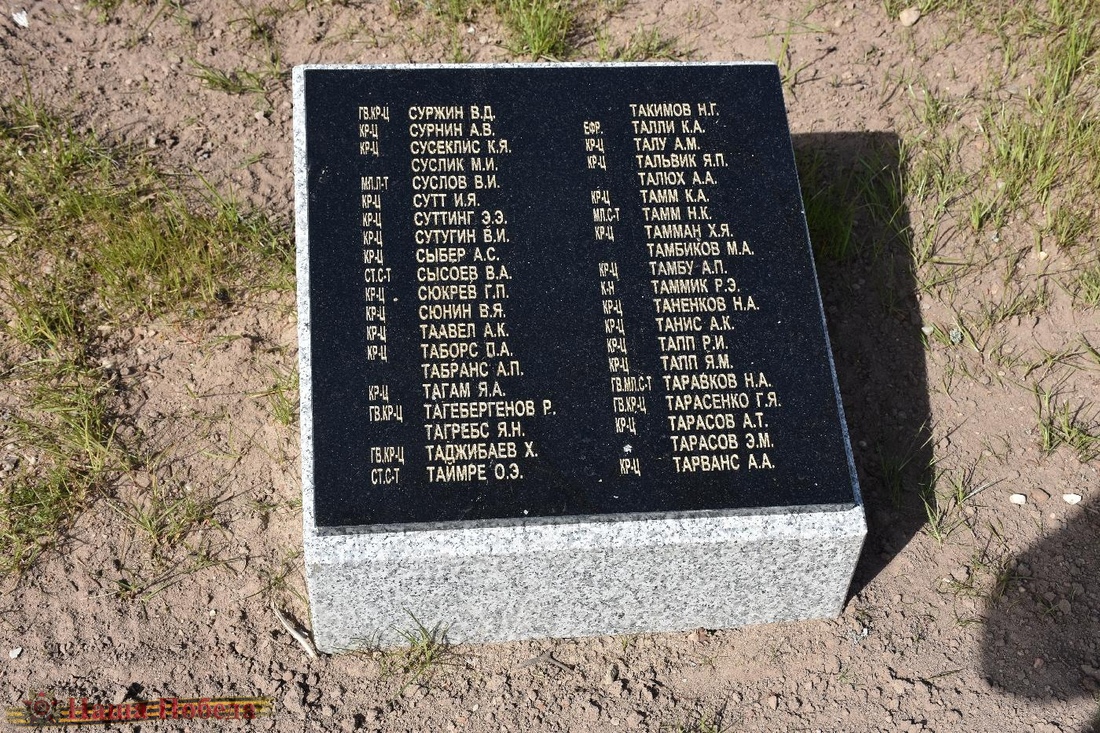 ГВ.КР-Ц СУРЖИН В.Д.
КР-Ц СУРНИН А.В.
КР-Ц СУСЕКЛИС К.Я.
СУСЛИК М.И.
МЛ.Л-Т СУСЛОВ В.И.
КР-Ц СУТТ И.Я.
КР-Ц СУТТИНГ Э.Э.
КР-Ц СУТУГИН В.И.
КР-Ц СЫБЕР А.С.
СТ.С-Т СЫСОЕВ В.А.
КР-Ц СЮКРЕВ Г.П.
КР-Ц СЮНИН В.Я.
КР-Ц ТААВЕЛ А.К.
КР-Ц ТАБОРС П.А.
ТАБРАНС А.П.
КР-Ц ТАГАМ Я.А.
ГВ.КР-Ц ТАГЕБЕРГЕНОВ Р.
ТАГРЕБС Я.Н.
ГВ.КР-Ц ТАДЖИБАЕВ Х.
СТ.С-Т ТАЙМРЕ О.Э.
ТАКИМОВ Н.Г.
ЕФР. ТАЛЛИ К.А.
КР-Ц ТАЛУ А.М.
КР-Ц ТАЛЬВИК Я.П.
ТАЛЮХ А.А.
КР-Ц ТАММ К.А.
МЛ.С-Т ТАММ Н.К.
КР-Ц ТАММАН Х.Я.
ТАМБИКОВ М.А.
КР-Ц ТАМБУ А.П.
К-Н ТАММИК Р.Э.
КР-Ц ТАНЕНКОВ Н.А.
КР-Ц ТАНИС А.К.
КР-Ц ТАПП Р.И.
КР-Ц ТАПП Я.М.
ГВ.МЛ.С-Т ТАРАВКОВ Н.А.
ГВ.КР-Ц ТАРАСЕНКО Г.Я.
КР-Ц ТАРАСОВ А.Т.
ТАРАСОВ Э.М.
КР-Ц ТАРВАНС А.А.
Наша Победа